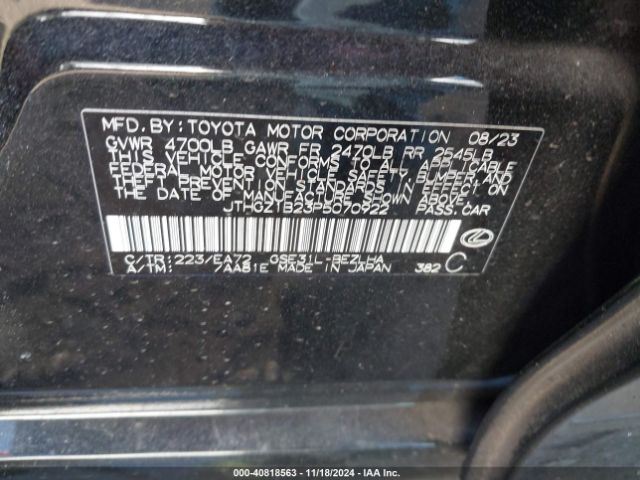 MFD. BY: TOYOTA MOTOR CORPORATION 08/23
GVWR 4700LB GAWR FR 2470LB RR 2645LB
THIS VEHICLE CONFORMS TO ALL APPLICABLE
FEDERAL MOTOR VEHICLE SAFETY, BUMPER AND
THEFT PREVENTION STANDARDS IN EFFECT ON
THE DATE OF MANUFACTURE SHOWN ABOVE.
JTHGZ1B23P5070922 PASS.CAR
C/TR: 223/EA72 GSE31L-BEZLHA
A/TM: /AA81E MADE IN JAPAN 382 C
000-40818563 | 11/18/2024 | IAA Inc.